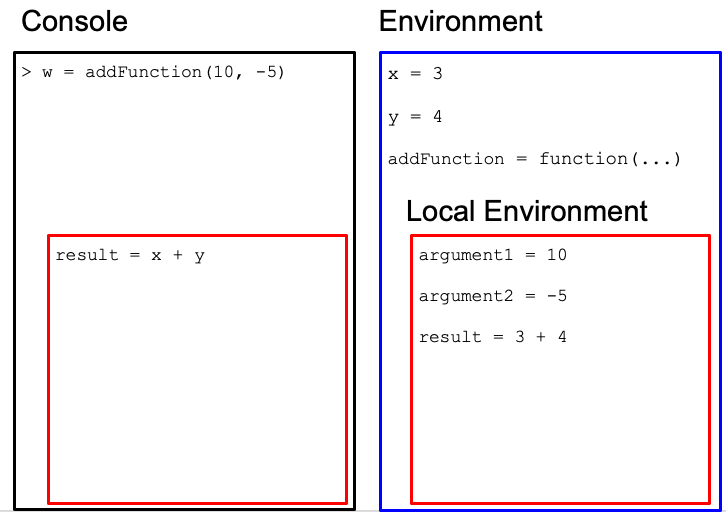 Console
> w = addFunction(10, -5)
result = x + y
Environment
x = 3
y = 4
addFunction = function(...)
Local Environment
argument1 = 10
argument2 = -5
result = 3 + 4